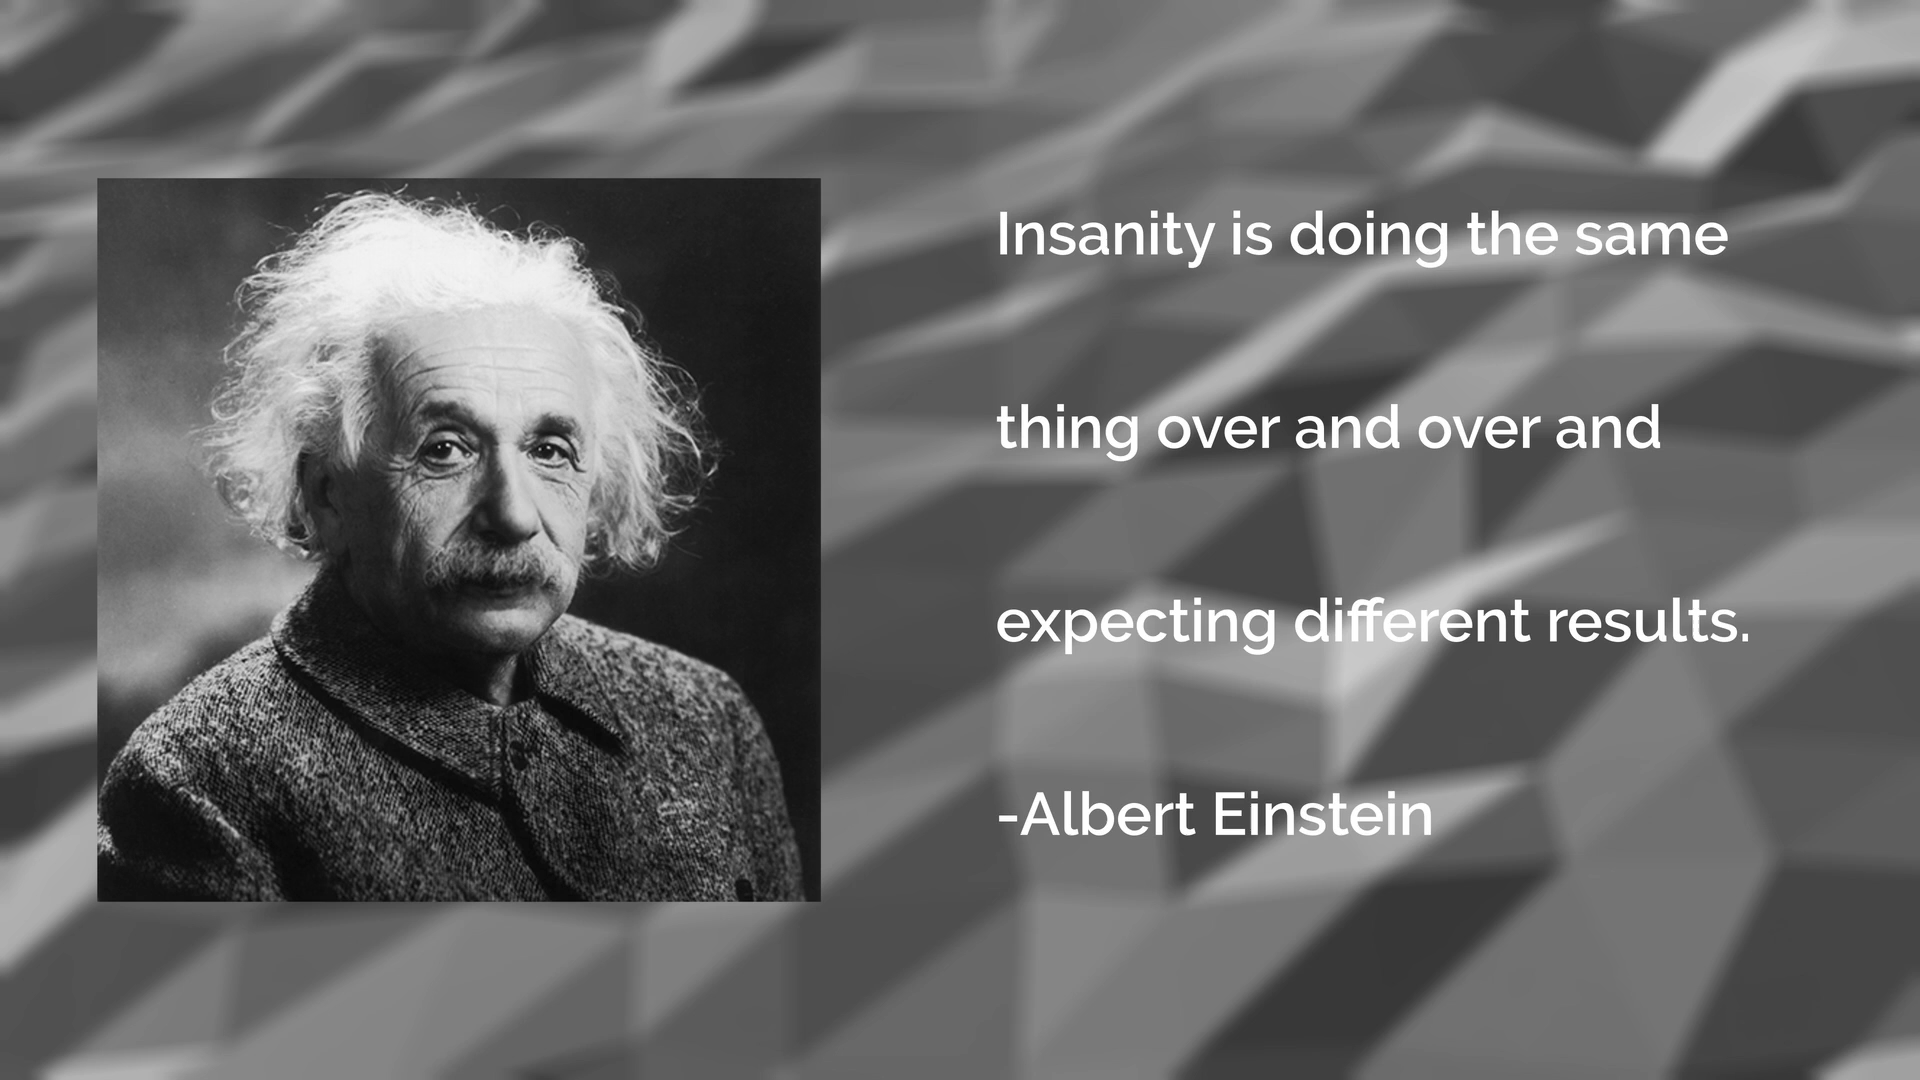 Insanity is doing the same
thing over and over and
expecting different results.
-Albert Einstein